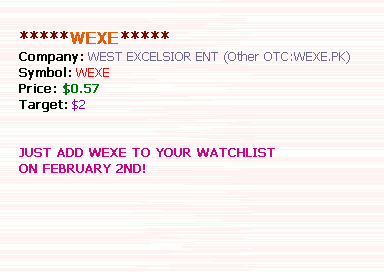 *****WEXE*****
Company: WEST EXCELSIOR ENT (Other OTC:WEXE.PK)
Symbol: WEXE
Price: $0.57
Target: $2
JUST ADD WEXE TO YOUR WATCHLIST
ON FEBRUARY 2ND!